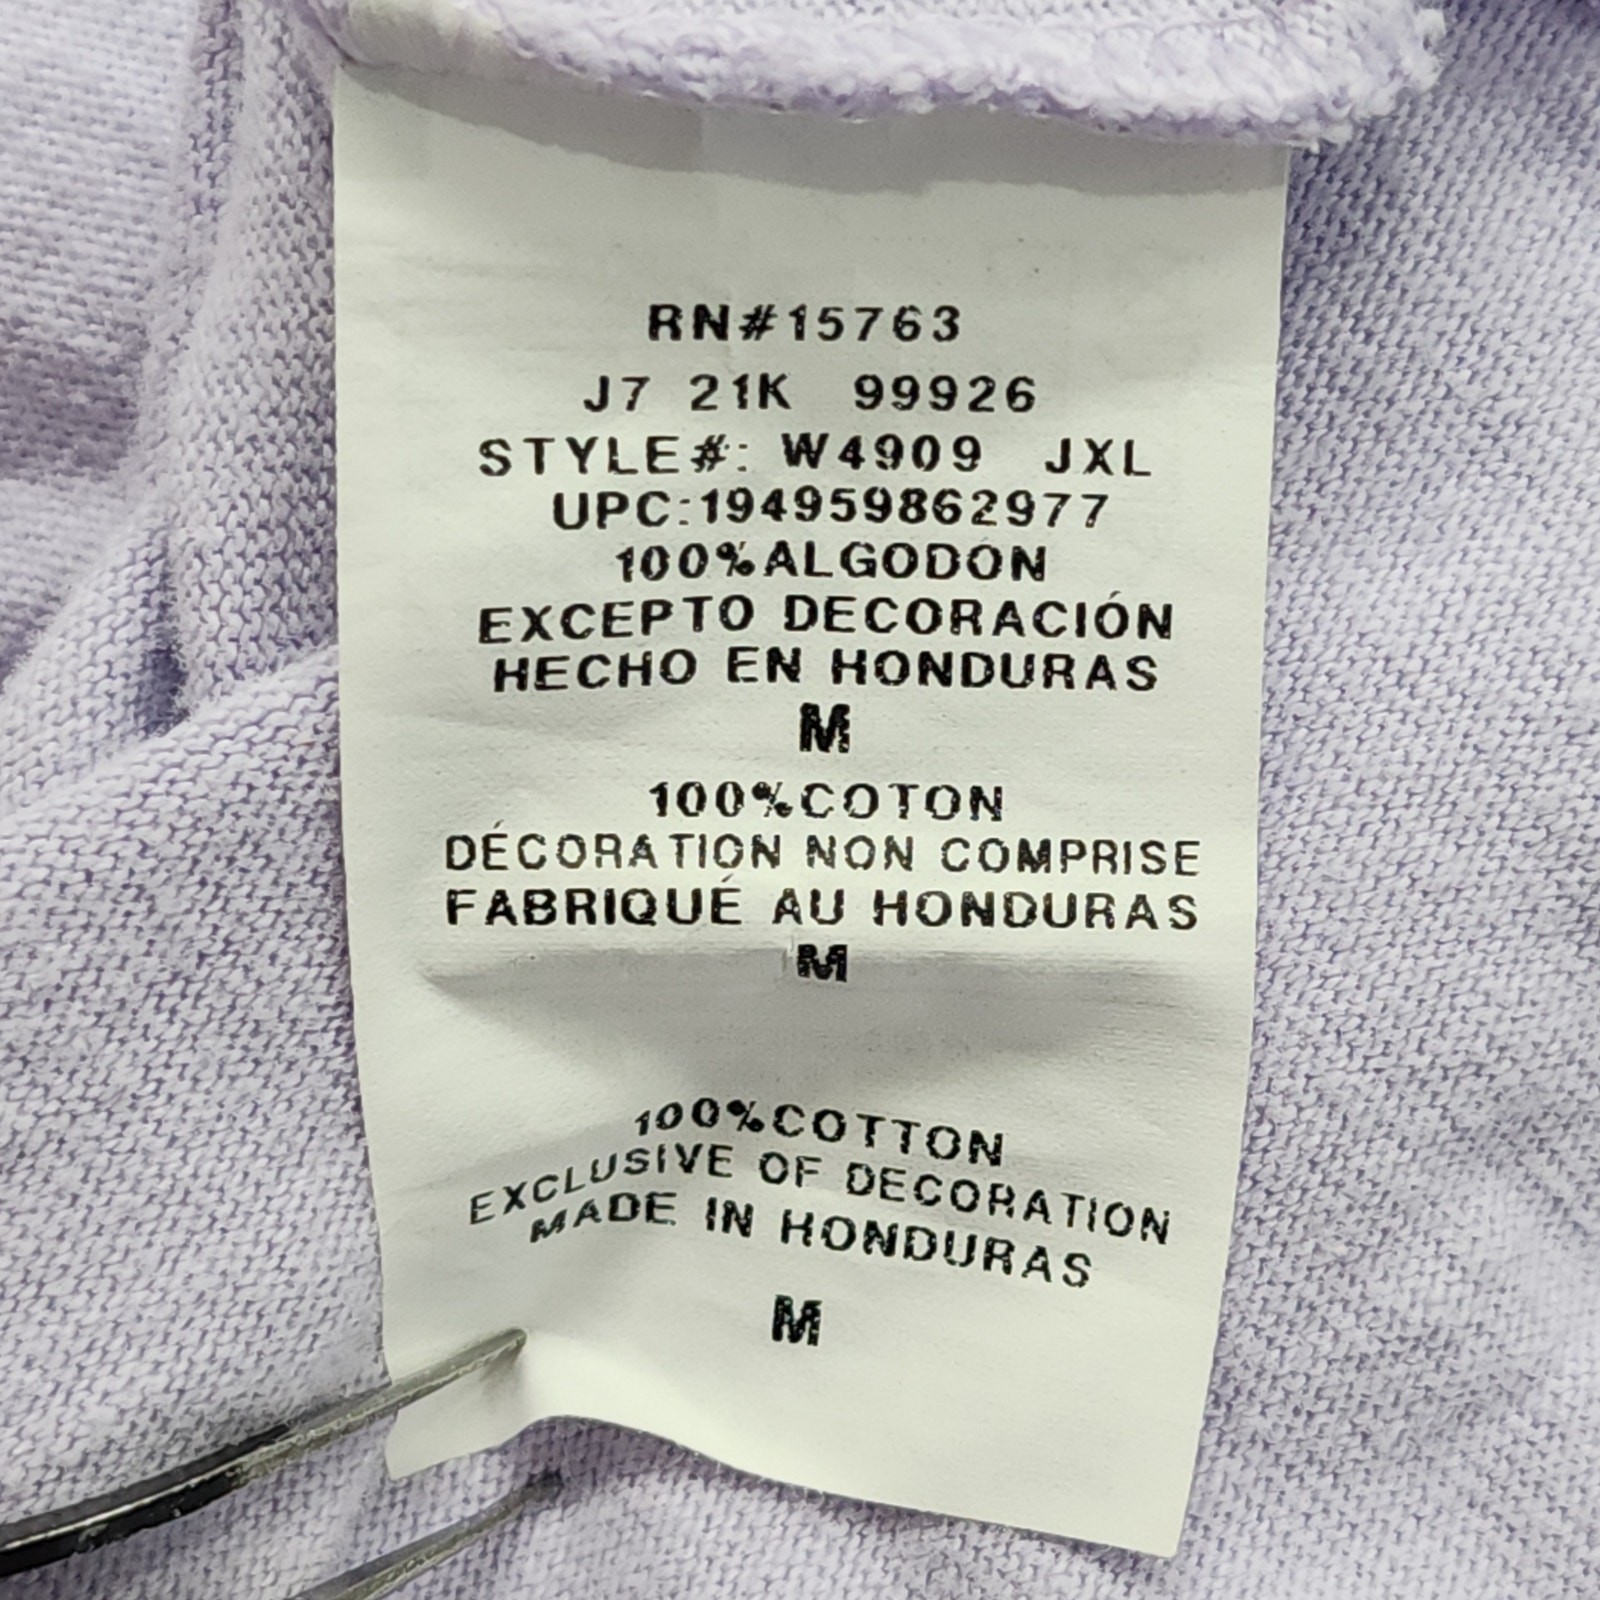 RN#15763
J7 21K 99926
STYLE#: W4909 JXL
UPC:194959862977
100%ALGODÓN
EXCEPTO DECORACIÓN
HECHO EN HONDURAS
M
100%COTON
DÉCORATION NON COMPRISE
FABRIQUÉ AU HONDURAS
M
100%COTTON
EXCLUSIVE OF DECORATION
MADE IN HONDURAS
M